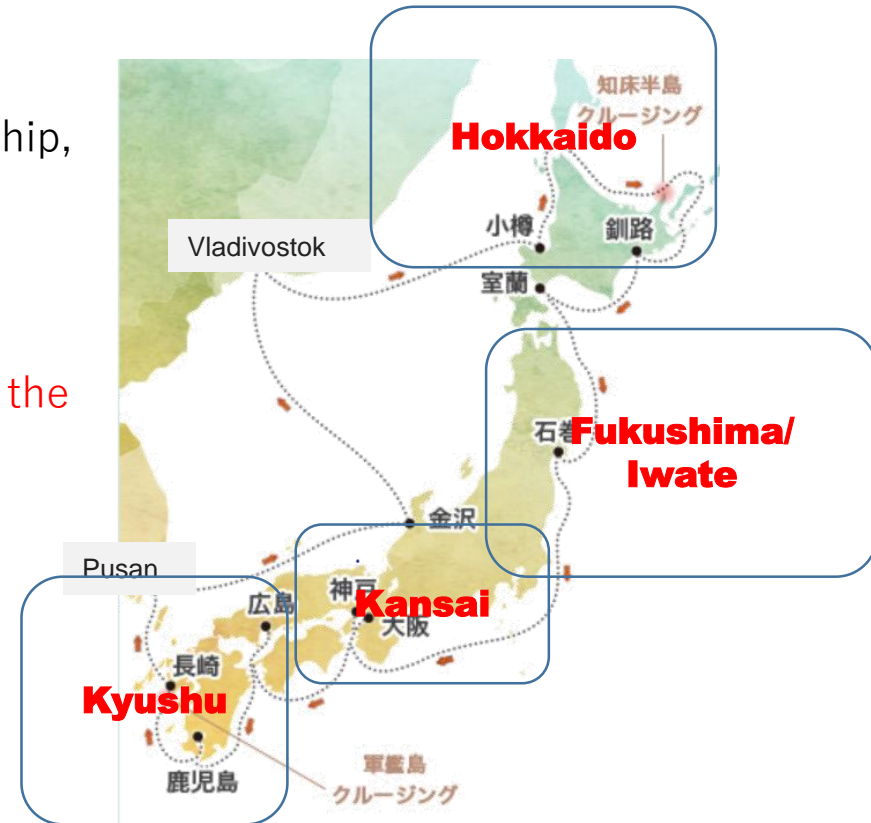 知床半島
クルージング
hip,
Hokkaido
小樽
釧路
Vladivostok
室蘭
the
石巻
Fukushima/
Iwate
金沢
Pusan
神戸
広島
Kansai
大阪
長崎
Kyushu
鹿児島
軍艦島
クルージング